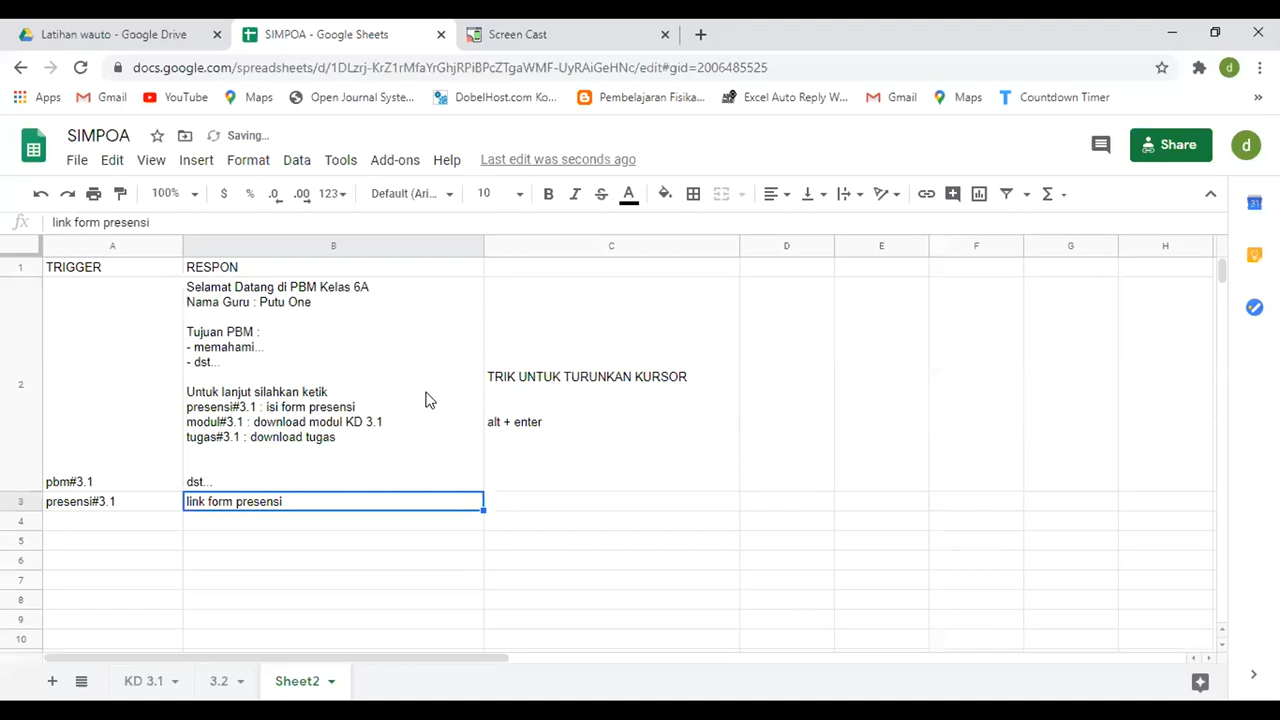 Latihan wauto - Google Drive
SIMPOA - Google Sheets
Screen Cast
docs.google.com/spreadsheets/d/1DLzrj-KrZ1rMfaYrGhjRPiBPcZTgaWMF-UyRAiGeHNc/edit#gid=2006485525
d
Apps
Gmail
YouTube
Maps
Open Journal Syste...
DobelHost.com Ko...
Pembelajaran Fisika...
Excel Auto Reply W...
Gmail
Maps
Countdown Timer
»
SIMPOA
Saving...
File Edit View Insert Format Data Tools Add-ons Help
Last edit was seconds ago
Share
d
100% $ % .0 .00 123 Default (Ari... 10 B I S A Σ
fx link form presensi
A B C D E F G H
1 TRIGGER RESPON
Selamat Datang di PBM Kelas 6A
Nama Guru : Putu One
Tujuan PBM :
- memahami...
- dst...
Untuk lanjut silahkan ketik
presensi#3.1 : isi form presensi
modul#3.1 : download modul KD 3.1
tugas#3.1 : download tugas
dst...
2
pbm#3.1
TRIK UNTUK TURUNKAN KURSOR
alt + enter
3 presensi#3.1 link form presensi
4
5
6
7
8
9
10
KD 3.1
3.2
Sheet2
31